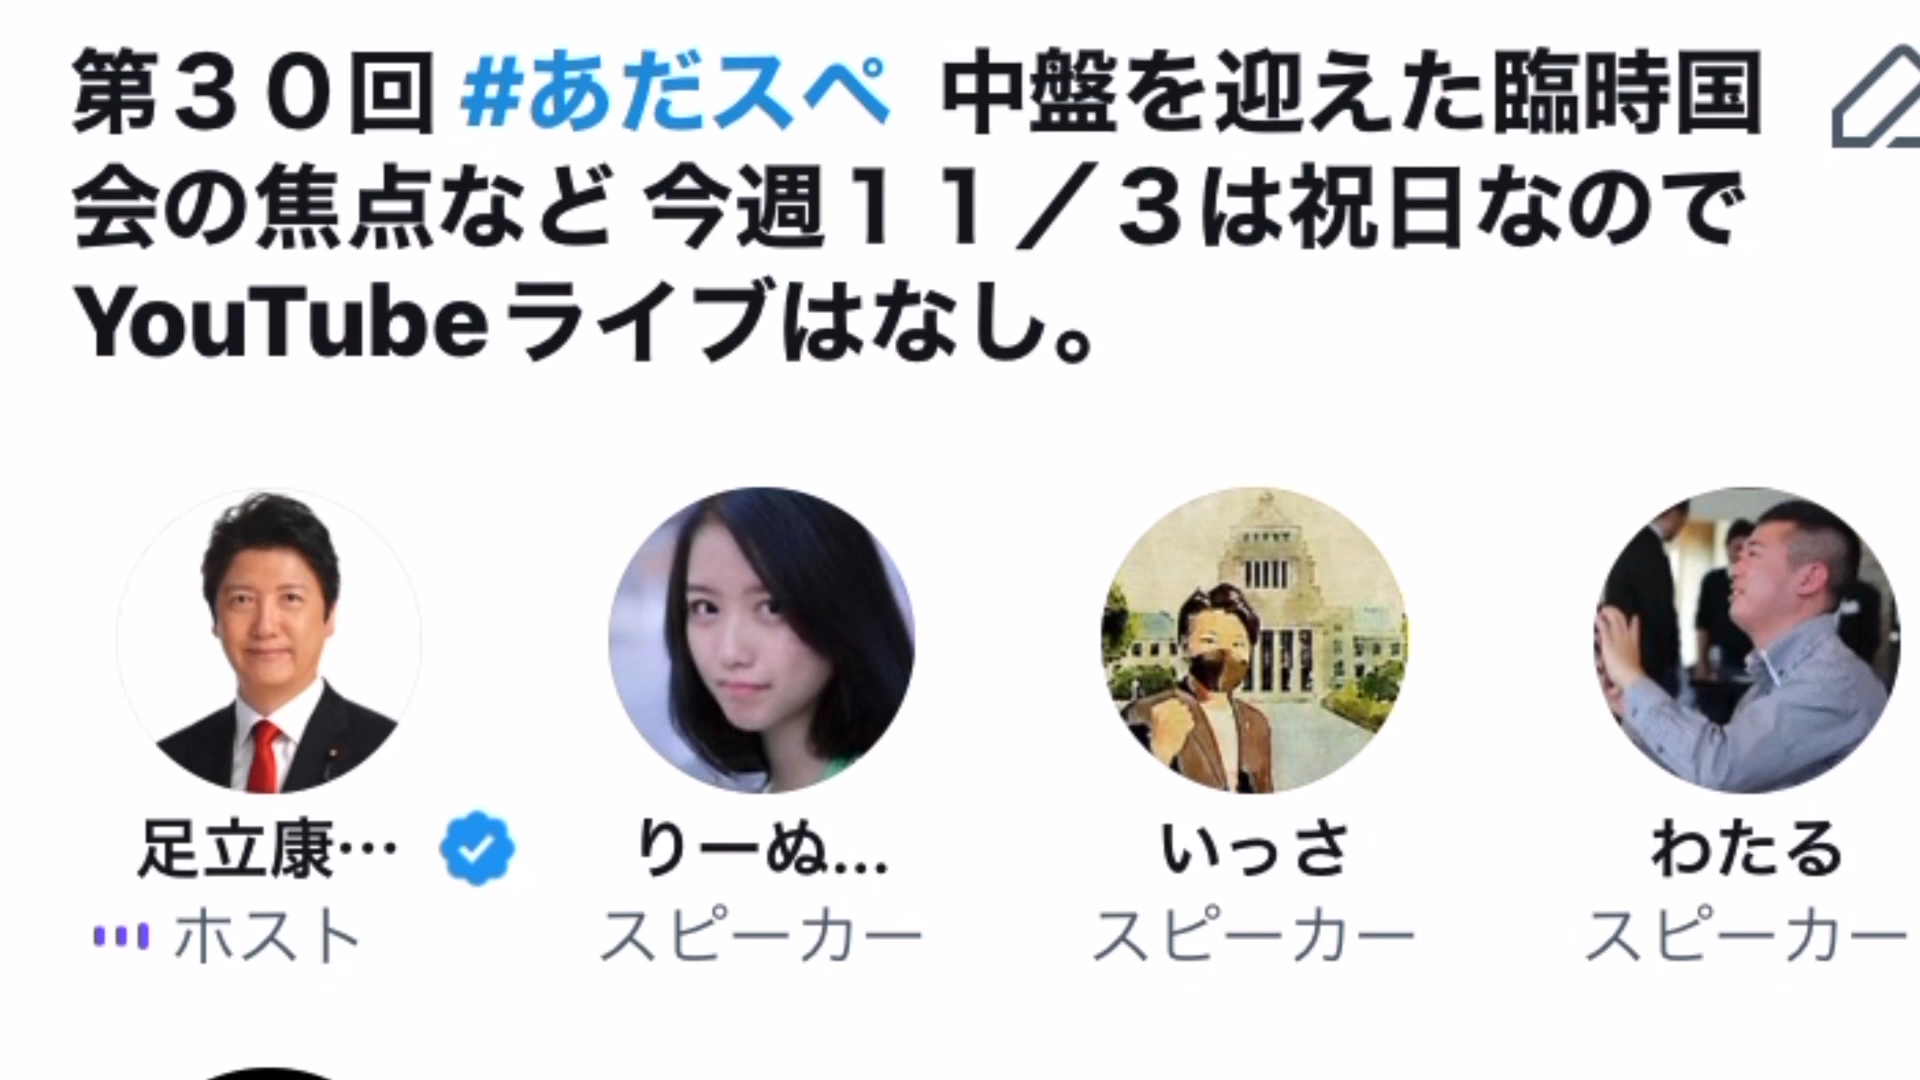 第３０回 #あだスペ 中盤を迎えた臨時国
会の焦点など 今週１１／３は祝日なので
YouTubeライブはなし。
足立康…
りーぬ...
いっさ
わたる
ホスト
スピーカー
スピーカー
スピーカー